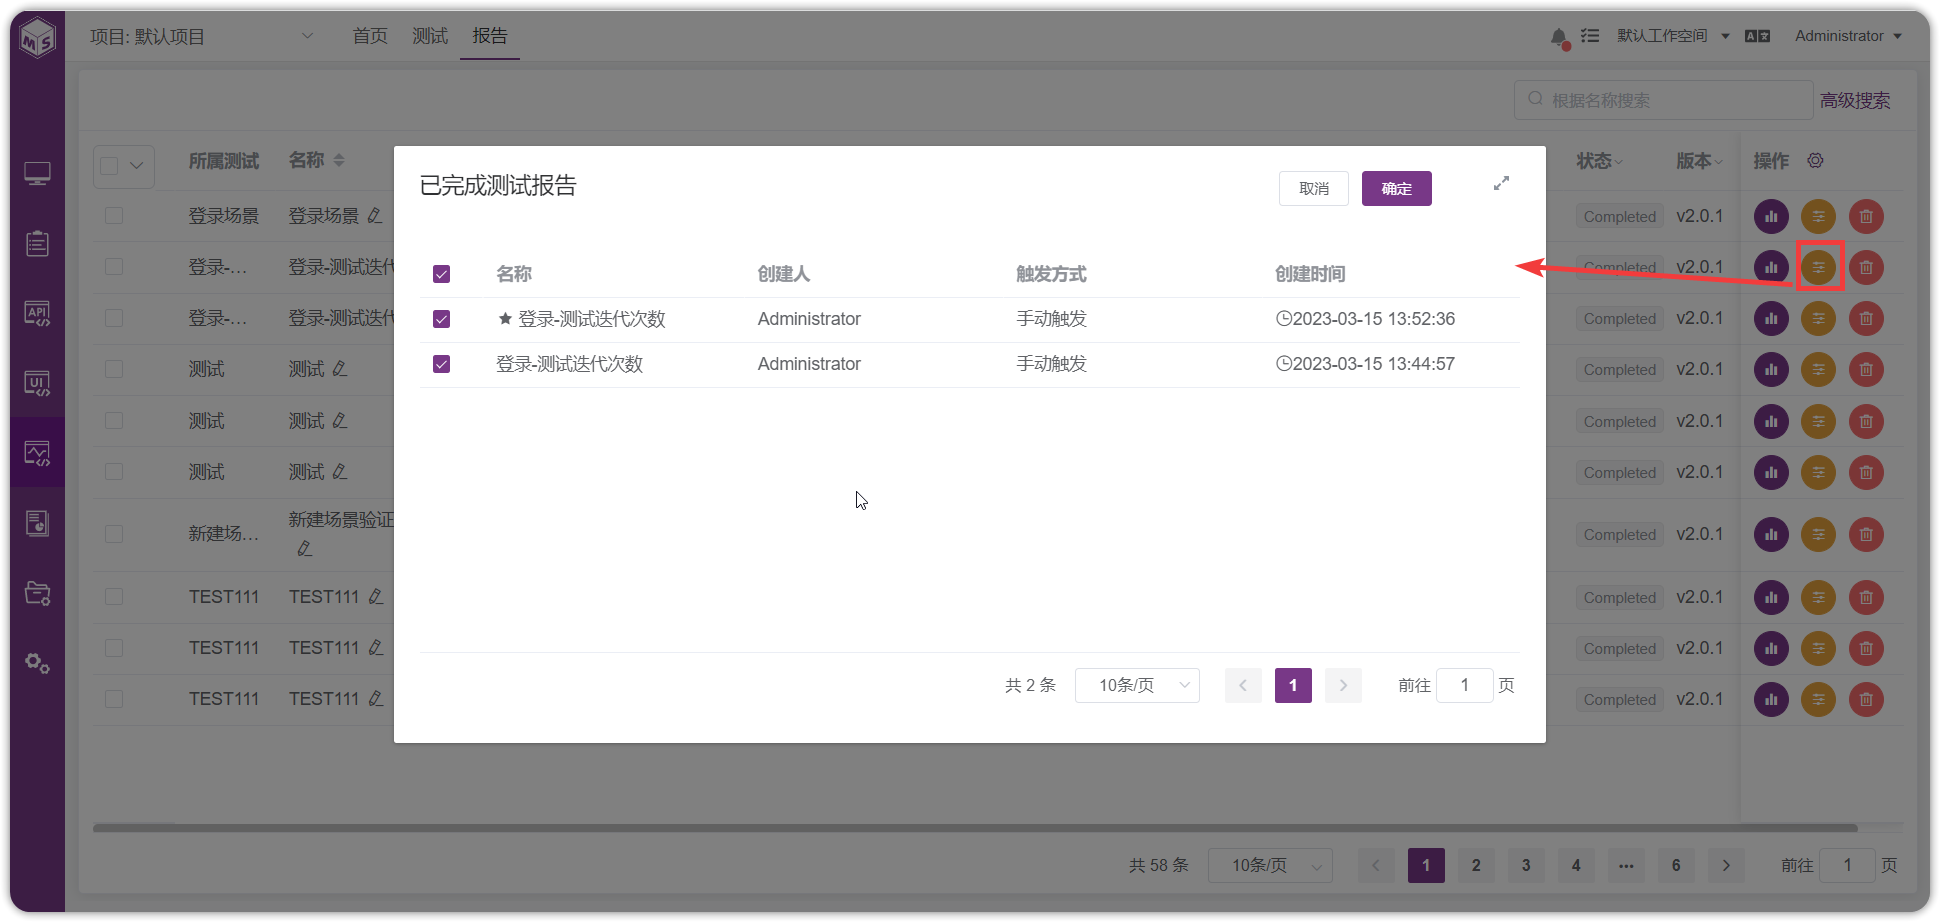 MS
项目: 默认项目 首页 测试 报告 默认工作空间 Administrator
根据名称搜索 高级搜索
所属测试 名称 状态 版本 操作
登录场景 登录场景 Completed v2.0.1
登录-... 登录-测试迭代 Completed v2.0.1
登录-... 登录-测试迭代 Completed v2.0.1
测试 测试 Completed v2.0.1
测试 测试 Completed v2.0.1
测试 测试 Completed v2.0.1
新建场... 新建场景验证 Completed v2.0.1
TEST111 TEST111 Completed v2.0.1
TEST111 TEST111 Completed v2.0.1
TEST111 TEST111 Completed v2.0.1
API
UI
已完成测试报告 取消 确定
名称 创建人 触发方式 创建时间
登录-测试迭代次数 Administrator 手动触发 2023-03-15 13:52:36
登录-测试迭代次数 Administrator 手动触发 2023-03-15 13:44:57
共 2 条 10条/页 1 前往 1 页
共 58 条 10条/页 1 2 3 4 ... 6 前往 1 页